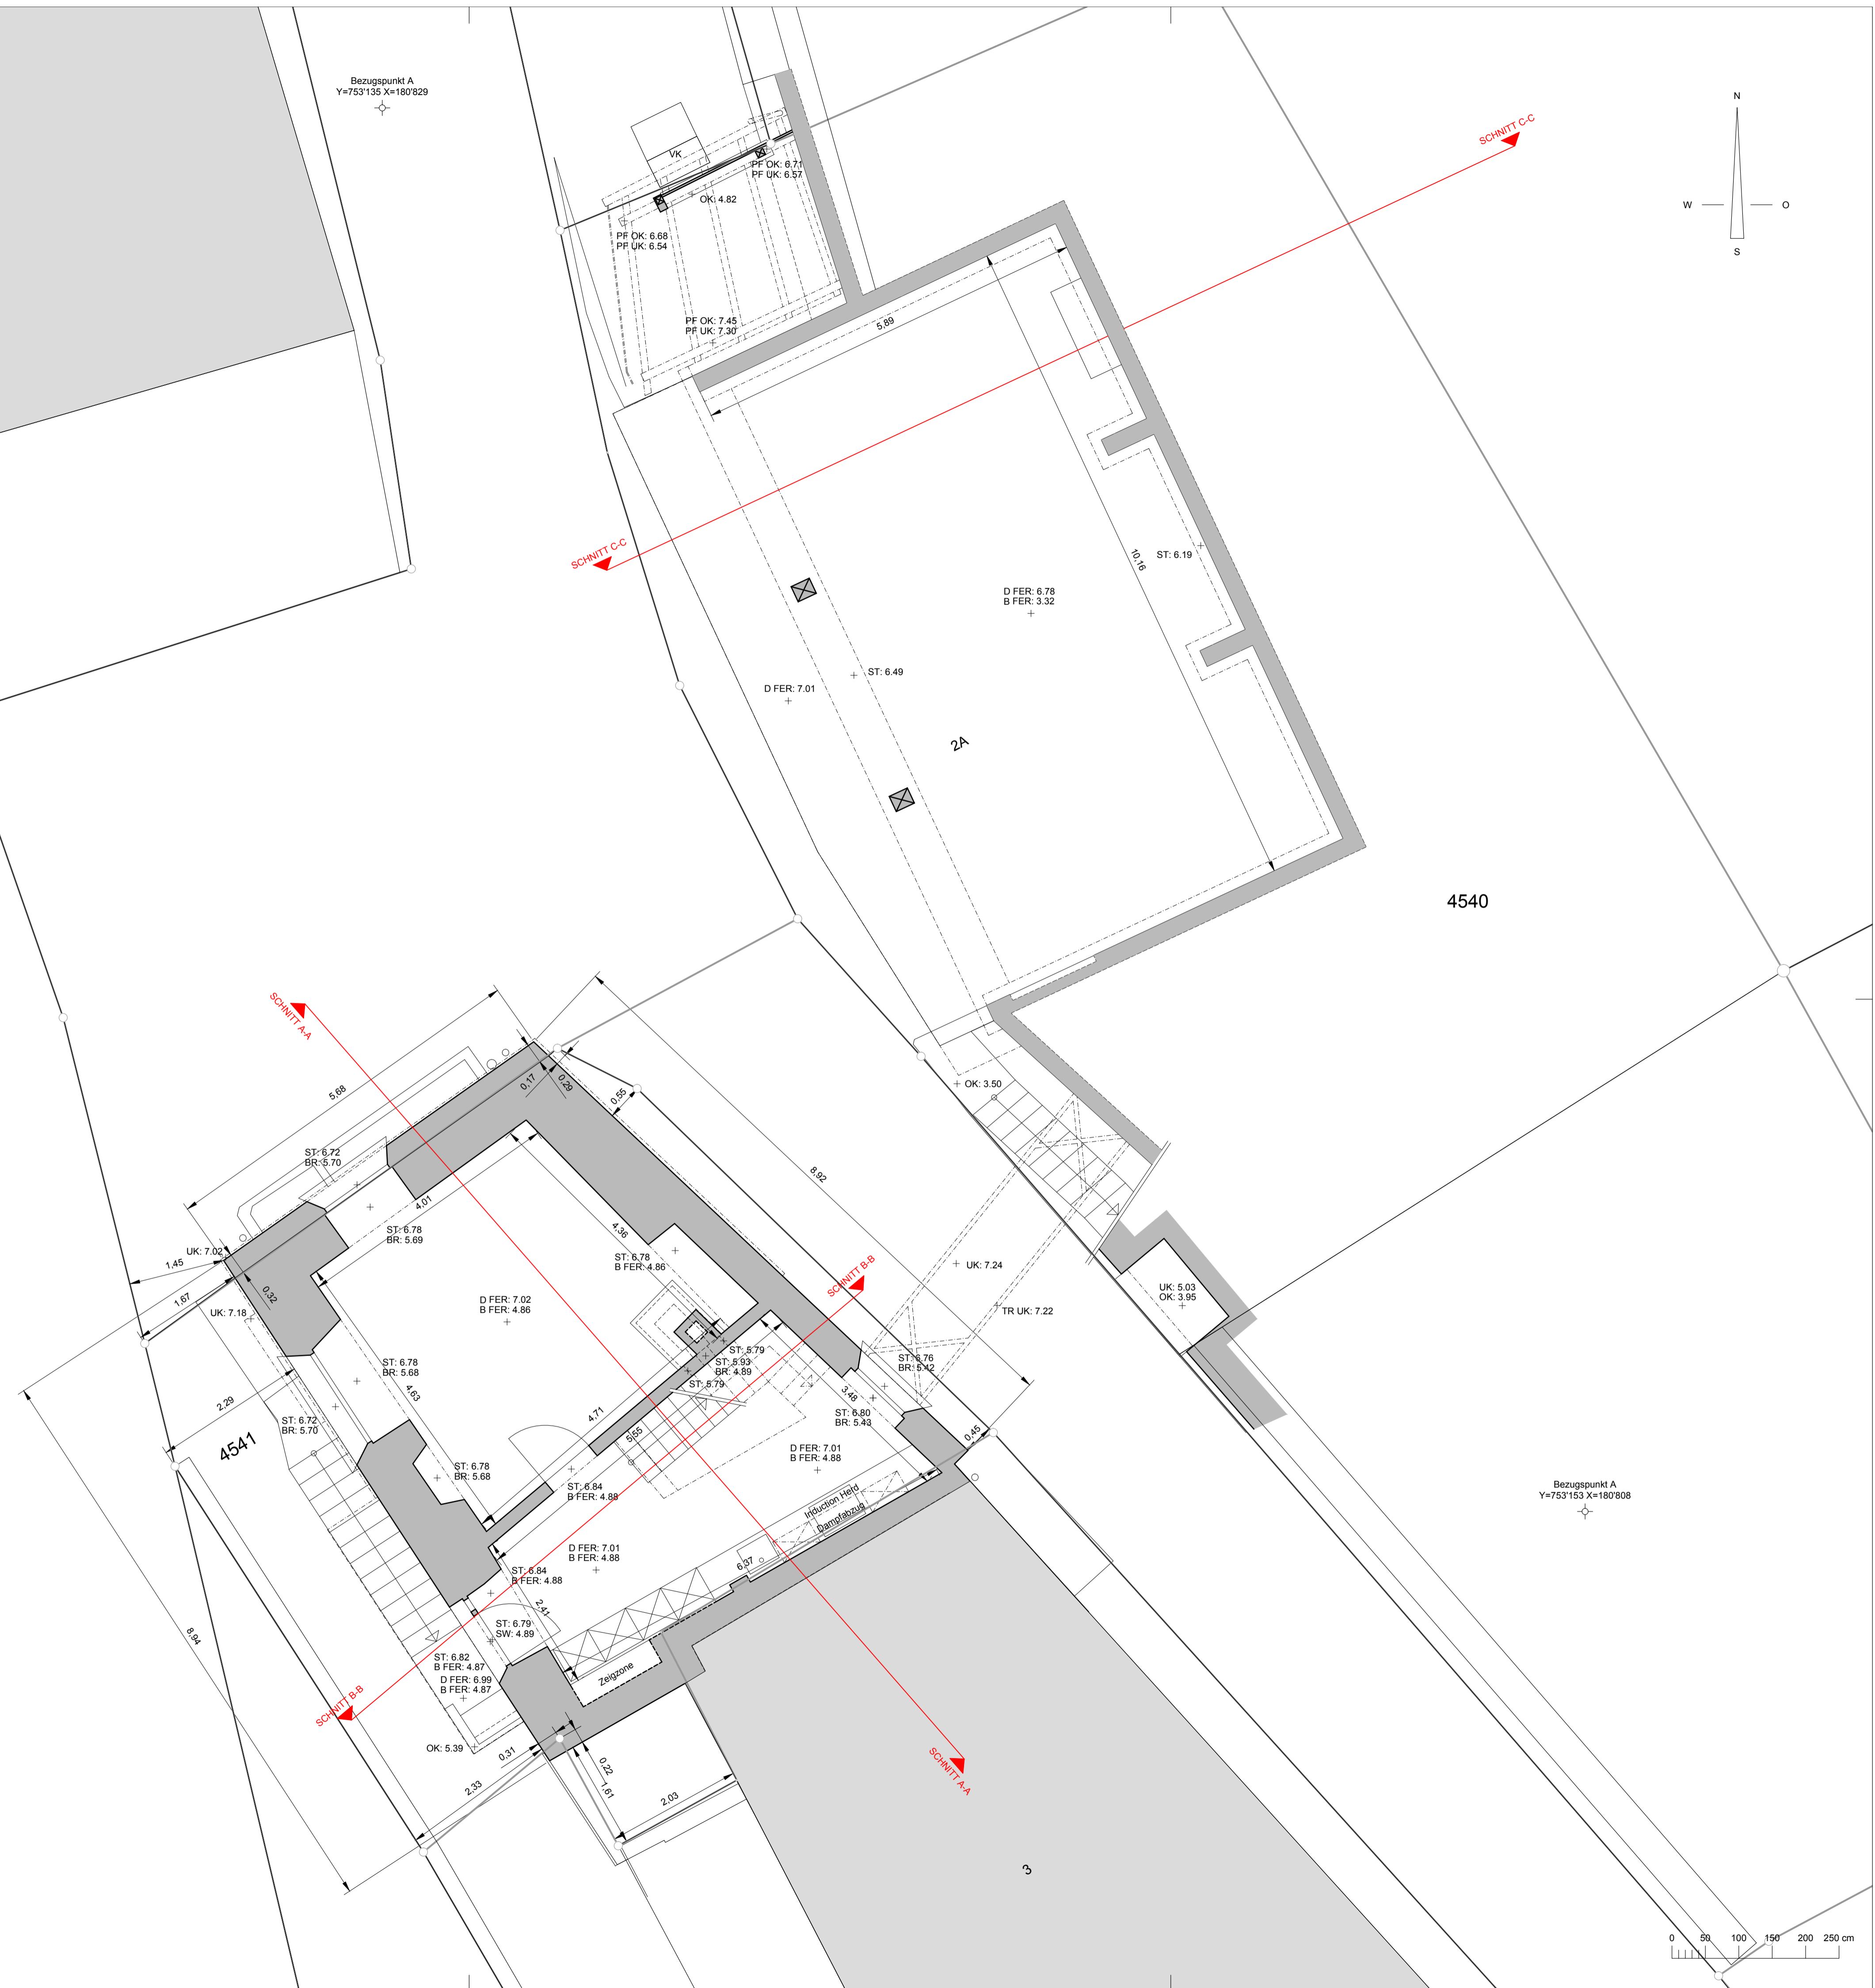 Bezugspunkt A
Y=753'135 X=180'829
N
W
O
S
SCHNITT C-C
VK
PF OK: 6.71
PF UK: 6.57
OK: 4.82
PF OK: 6.68
PF UK: 6.54
PF OK: 7.45
PF UK: 7.30
5,89
SCHNITT C-C
10,16
ST: 6.19
D FER: 6.78
B FER: 3.32
ST: 6.49
D FER: 7.01
2A
4540
SCHNITT A-A
5,68
0,17
0,29
0,55
OK: 3.50
8,92
ST: 6.72
BR: 5.70
4,01
ST: 6.78
BR: 5.69
4,36
ST: 6.78
B FER: 4.86
UK: 7.02
1,45
1,67
0,32
UK: 7.18
D FER: 7.02
B FER: 4.86
SCHNITT B-B
UK: 7.24
TR UK: 7.22
UK: 5.03
OK: 3.95
ST: 5.79
ST: 5.93
BR: 4.89
ST: 5.79
ST: 6.76
BR: 5.42
ST: 6.78
BR: 5.68
4,63
3,48
2,29
ST: 6.72
BR: 5.70
4541
4,71
5,55
ST: 6.80
BR: 5.43
0,45
D FER: 7.01
B FER: 4.88
ST: 6.78
BR: 5.68
ST: 6.84
B FER: 4.88
Induction Herd
Dampfabzug
Bezugspunkt A
Y=753'153 X=180'808
D FER: 7.01
B FER: 4.88
6,37
ST: 6.84
B FER: 4.88
2,41
ST: 6.79
SW: 4.89
8,94
ST: 6.82
B FER: 4.87
D FER: 6.99
B FER: 4.87
Zeigzone
SCHNITT B-B
OK: 5.39
0,31
0,22
1,61
2,33
2,03
SCHNITT A-A
3
0 50 100 150 200 250 cm